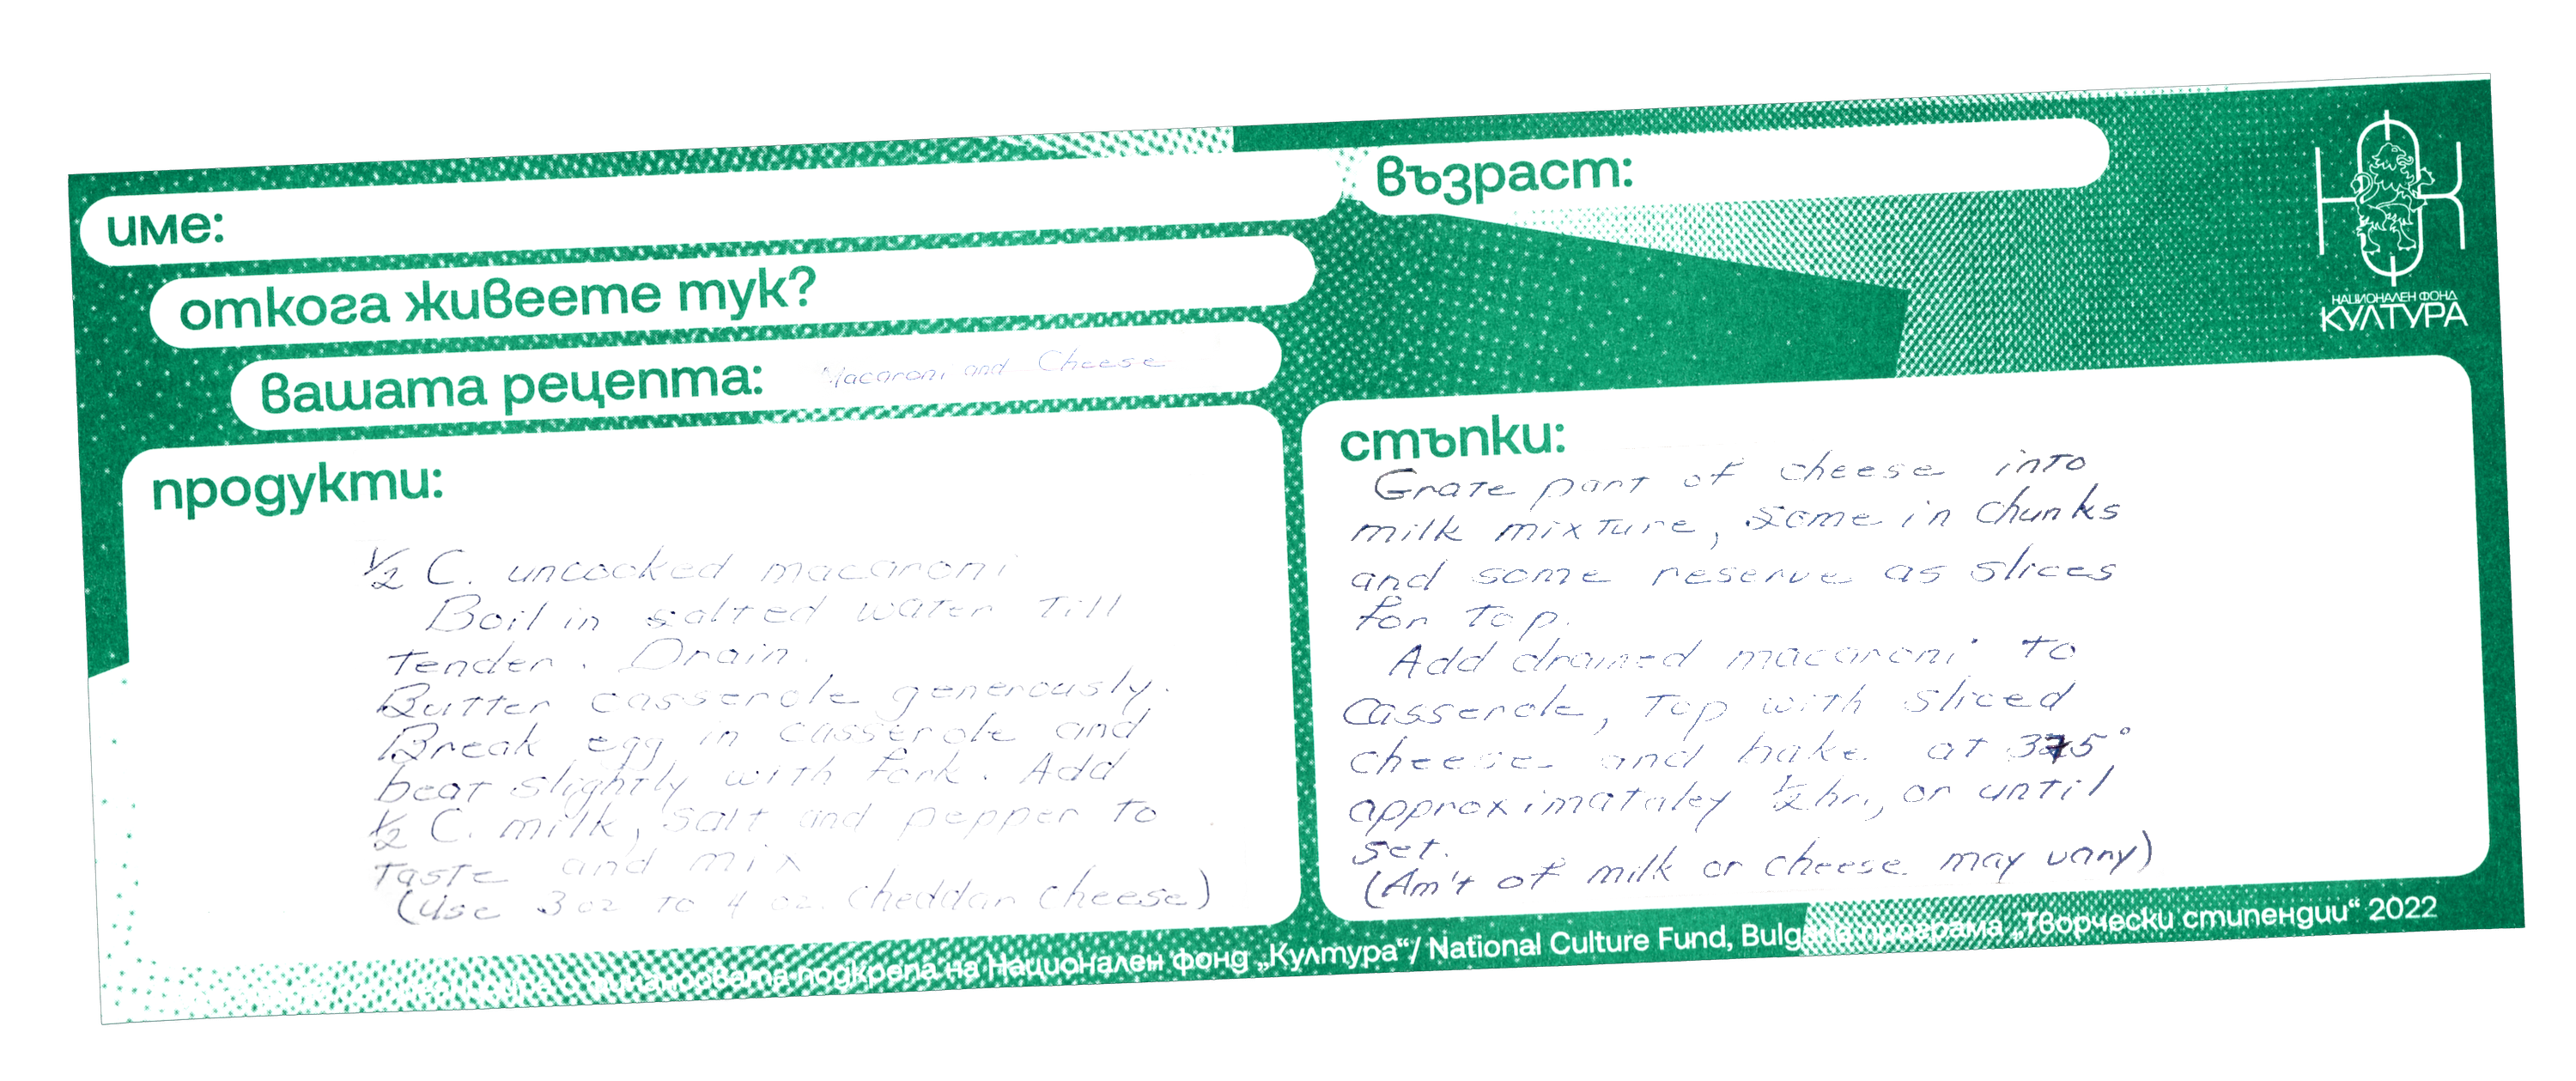 име:
възраст:
откога живеете тук?
вашата рецепта: Macaroni and Cheese
НАЦИОНАЛЕН ФОНД
КУЛТУРА
продукти:
1/2 C. uncooked macaroni
Boil in salted water till
tender. Drain.
Butter casserole generously.
Break egg in casserole and
beat slightly with fork. Add
1/2 C. milk, salt and pepper to
taste and mix
(Use 3 oz to 4 oz. cheddar cheese)
стъпки:
Grate part of cheese into
milk mixture, some in chunks
and some reserve as slices
for top.
Add drained macaroni to
casserole, top with sliced
cheese and bake at 375°
approximataley 1/2 hr., or until
set.
(Am't of milk or cheese may vary)
финансовата подкрепа на Национален фонд „Култура“/ National Culture Fund, Bulgaria програма „Творчески стипендии“ 2022